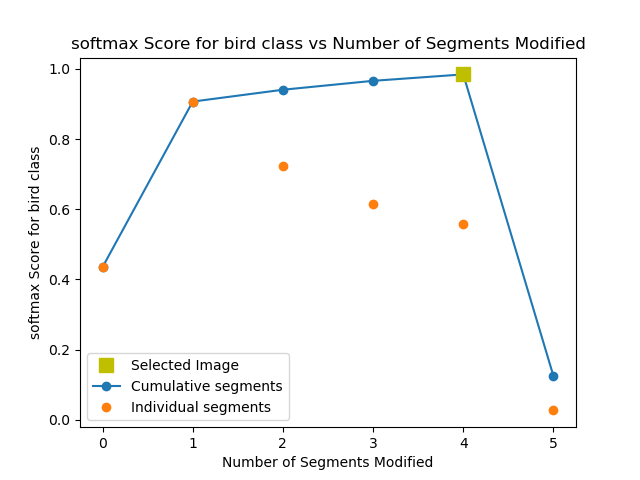 softmax Score for bird class vs Number of Segments Modified
softmax Score for bird class
1.0
0.8
0.6
0.4
0.2
0.0
Selected Image
Cumulative segments
Individual segments
0 1 2 3 4 5
Number of Segments Modified